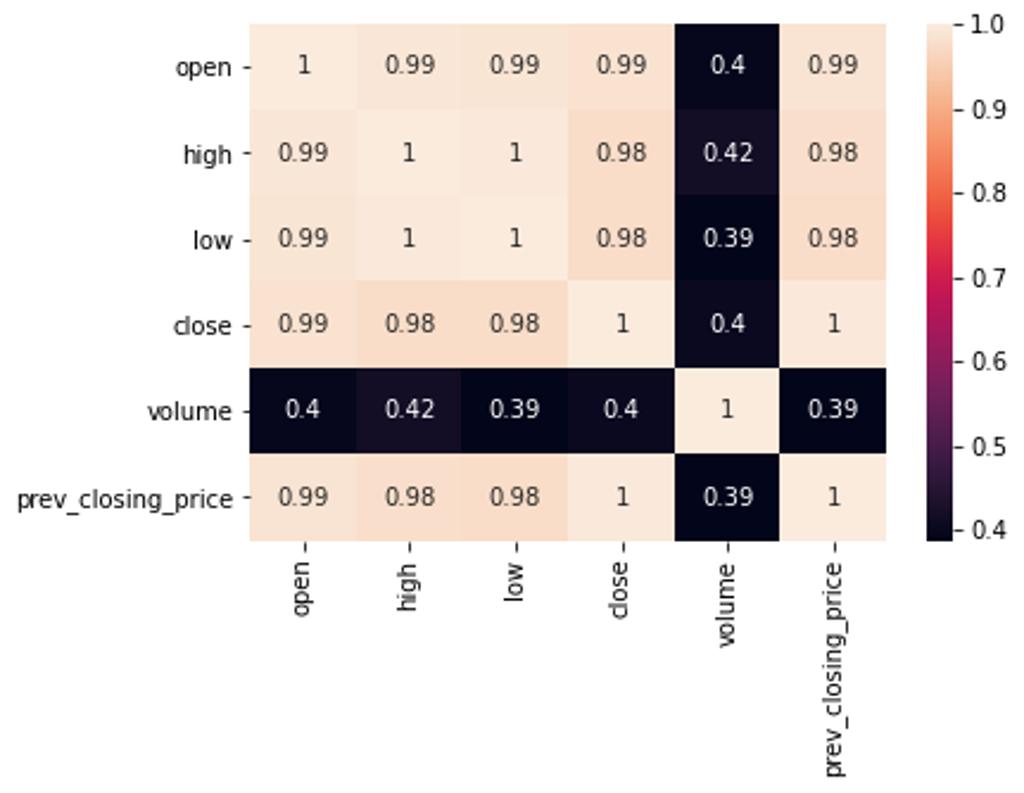 open 1 0.99 0.99 0.99 0.4 0.99
high 0.99 1 1 0.98 0.42 0.98
low 0.99 1 1 0.98 0.39 0.98
close 0.99 0.98 0.98 1 0.4 1
volume 0.4 0.42 0.39 0.4 1 0.39
prev_closing_price 0.99 0.98 0.98 1 0.39 1
open
high
low
close
volume
prev_closing_price
1.0
0.9
0.8
0.7
0.6
0.5
0.4